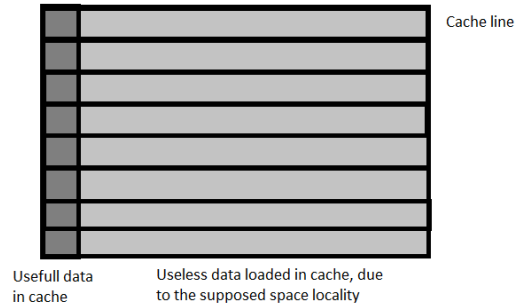 Cache line
Usefull data
in cache
Useless data loaded in cache, due
to the supposed space locality